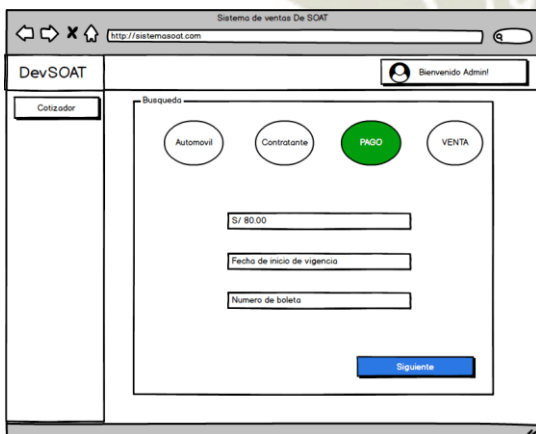 Sistema de ventas De SOAT
http://sistemasoat.com
DevSOAT
Bienvenido Admin!
Cotizador
Busqueda
Automovil
Contratante
PAGO
VENTA
S/ 80.00
Fecha de inicio de vigencia
Numero de boleta
Siguiente